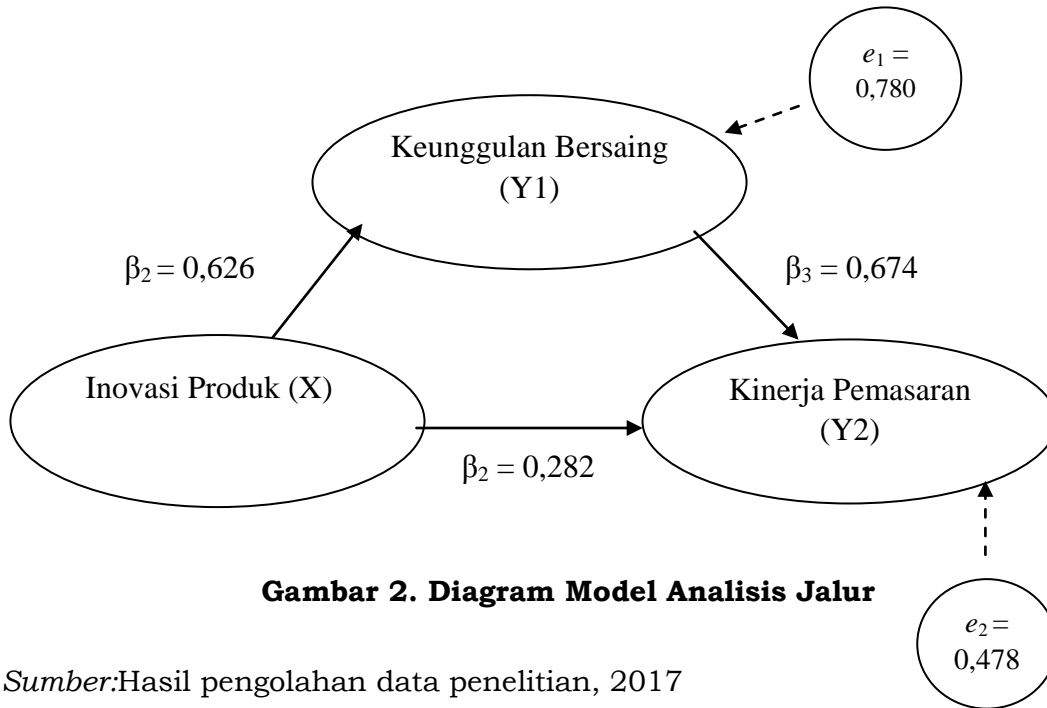 e₁ =
0,780
Keunggulan Bersaing
(Y1)
β₂ = 0,626
β₃ = 0,674
Inovasi Produk (X)
Kinerja Pemasaran
(Y2)
β₂ = 0,282
Gambar 2. Diagram Model Analisis Jalur
e₂ =
0,478
Sumber:Hasil pengolahan data penelitian, 2017